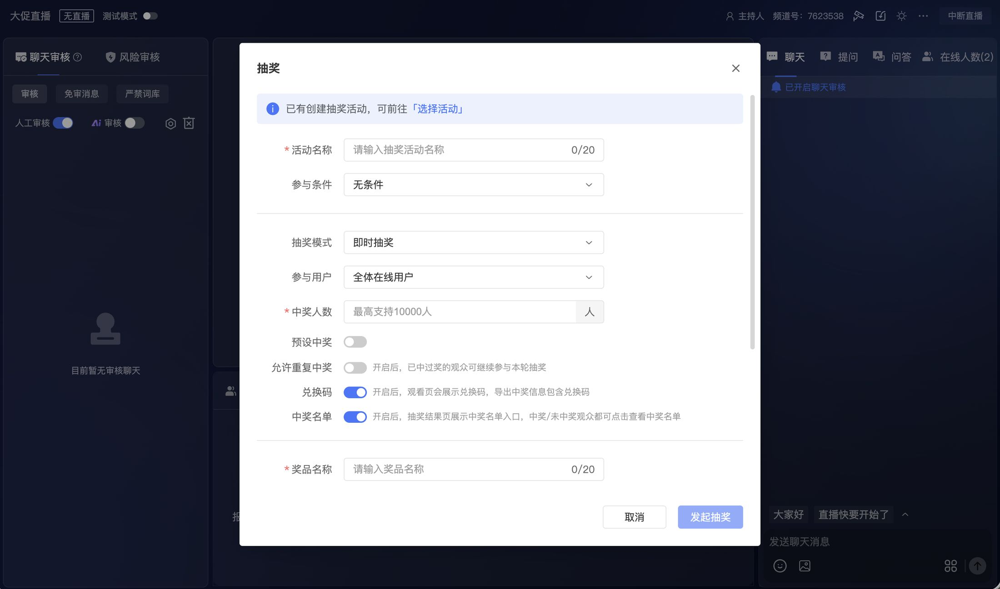 大促直播 无直播 测试模式 主持人 频道号：7623538 中断直播
聊天审核 风险审核
审核 免审消息 严禁词库
人工审核 Ai 审核
目前暂无审核聊天
抽奖
已有创建抽奖活动，可前往「选择活动」
* 活动名称 请输入抽奖活动名称 0/20
参与条件 无条件
抽奖模式 即时抽奖
参与用户 全体在线用户
* 中奖人数 最高支持10000人 人
预设中奖
允许重复中奖 开启后，已中过奖的观众可继续参与本轮抽奖
兑换码 开启后，观看页会展示兑换码，导出中奖信息包含兑换码
中奖名单 开启后，抽奖结果页展示中奖名单入口，中奖/未中奖观众都可点击查看中奖名单
* 奖品名称 请输入奖品名称 0/20
取消 发起抽奖
聊天 提问 问答 在线人数(2)
已开启聊天审核
大家好 直播快要开始了
发送聊天消息